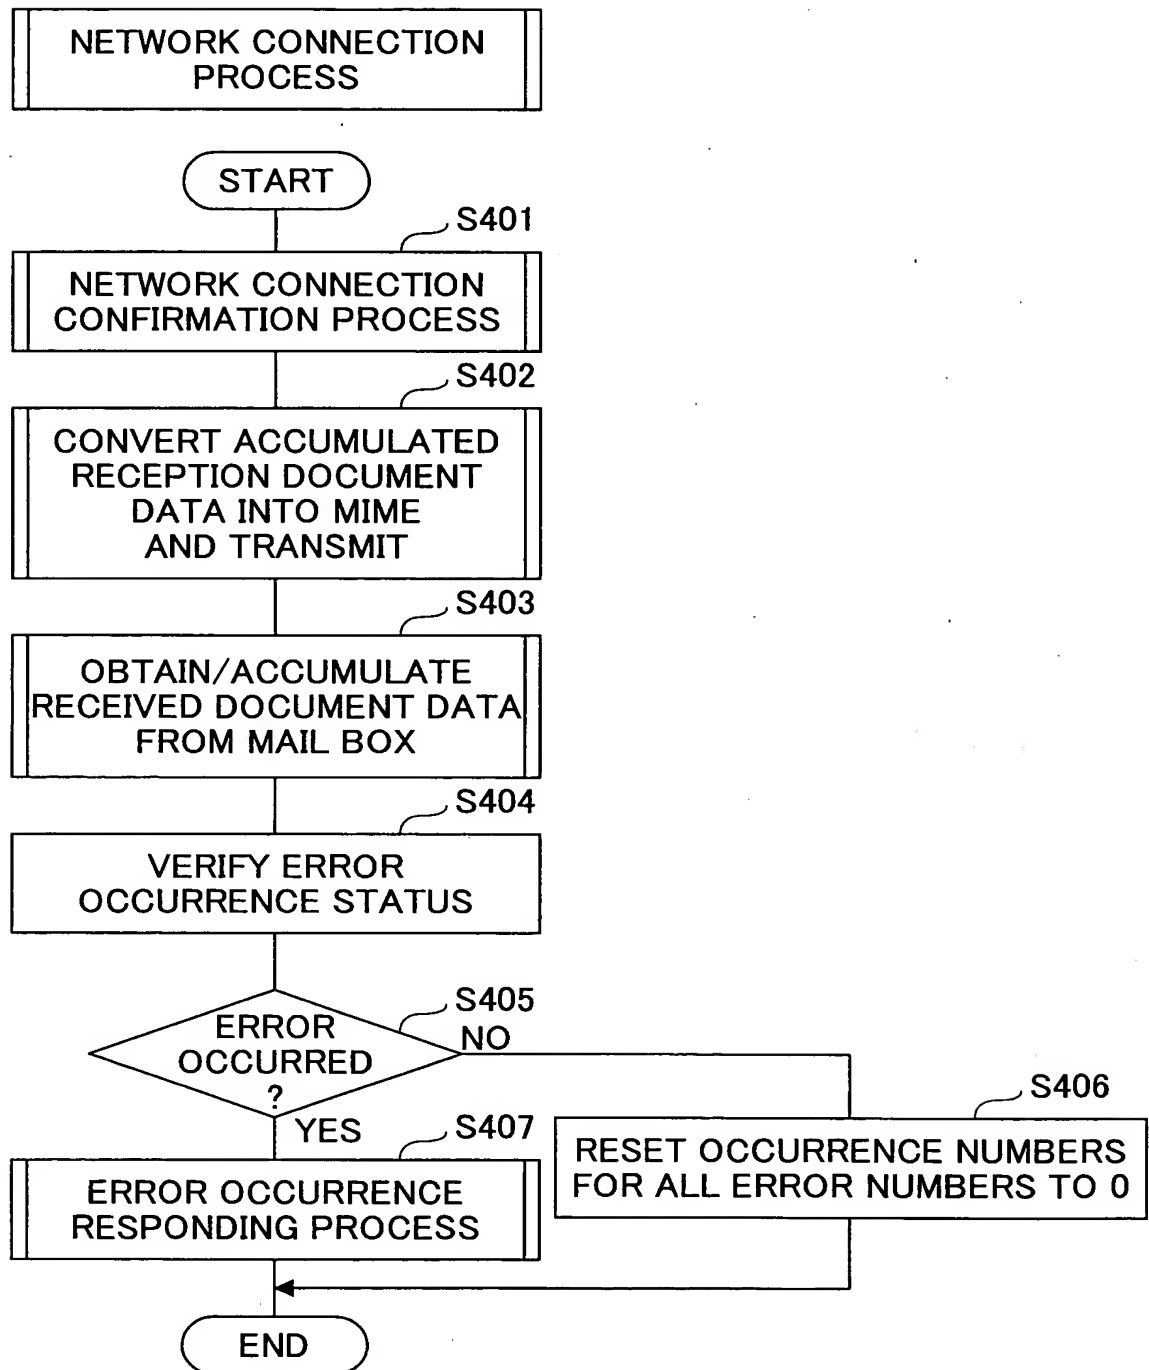 NETWORK CONNECTION
PROCESS
START
S401
NETWORK CONNECTION
CONFIRMATION PROCESS
S402
CONVERT ACCUMULATED
RECEPTION DOCUMENT
DATA INTO MIME
AND TRANSMIT
S403
OBTAIN/ACCUMULATE
RECEIVED DOCUMENT DATA
FROM MAIL BOX
S404
VERIFY ERROR
OCCURRENCE STATUS
S405
ERROR
OCCURRED
?
NO
YES
S406
RESET OCCURRENCE NUMBERS
FOR ALL ERROR NUMBERS TO 0
S407
ERROR OCCURRENCE
RESPONDING PROCESS
END